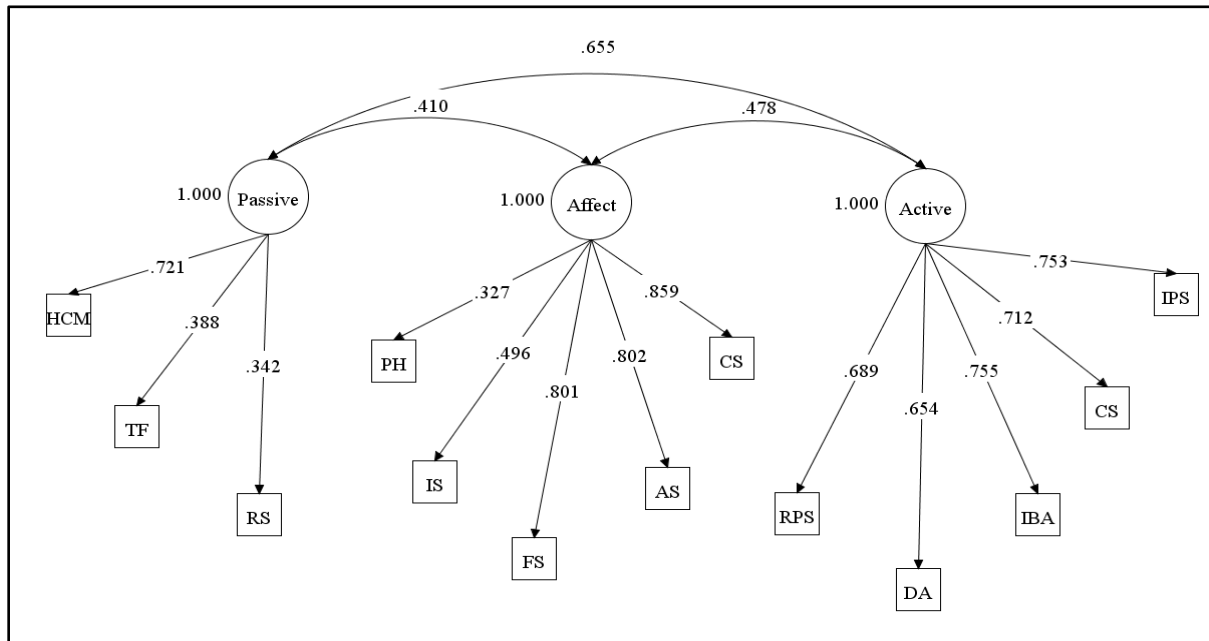 .655
.410
.478
1.000
Passive
1.000
Affect
1.000
Active
.721
.388
.342
.327
.496
.801
.802
.859
.689
.654
.755
.712
.753
HCM
TF
RS
PH
IS
FS
AS
CS
RPS
DA
IBA
CS
IPS